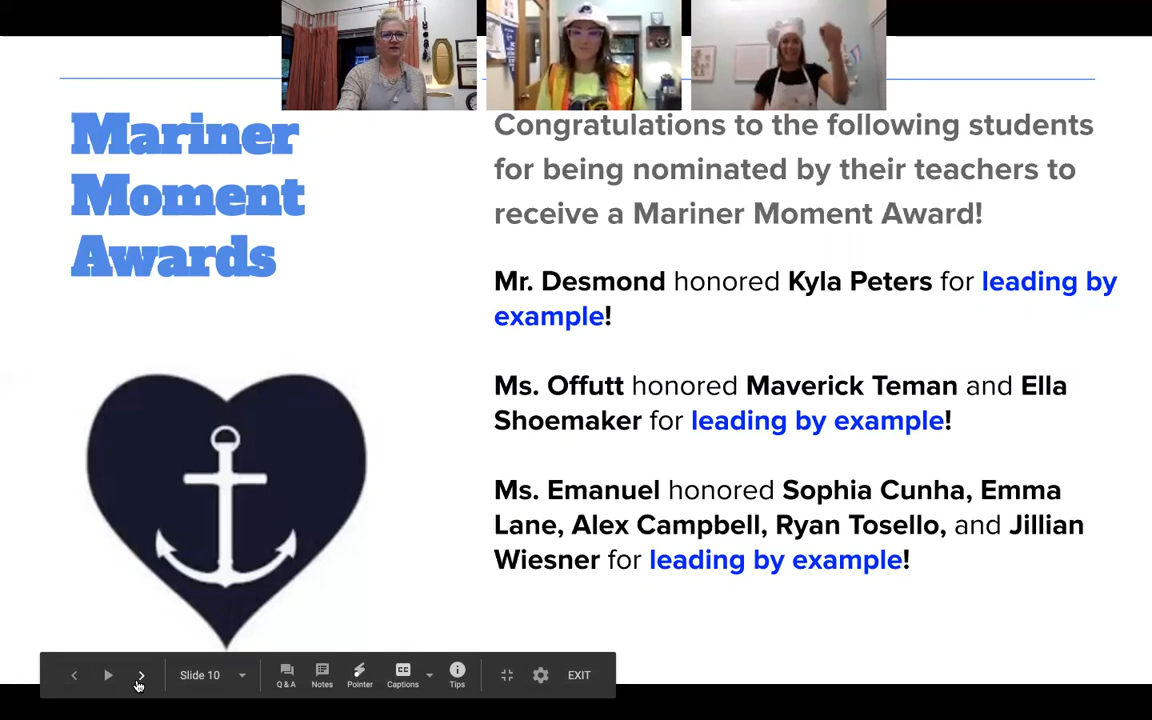 Mariner
Moment
Awards
Congratulations to the following students
for being nominated by their teachers to
receive a Mariner Moment Award!
Mr. Desmond honored Kyla Peters for leading by
example!
Ms. Offutt honored Maverick Teman and Ella
Shoemaker for leading by example!
Ms. Emanuel honored Sophia Cunha, Emma
Lane, Alex Campbell, Ryan Tosello, and Jillian
Wiesner for leading by example!
Slide 10
Q & A
Notes
Pointer
CC
Captions
Tips
EXIT